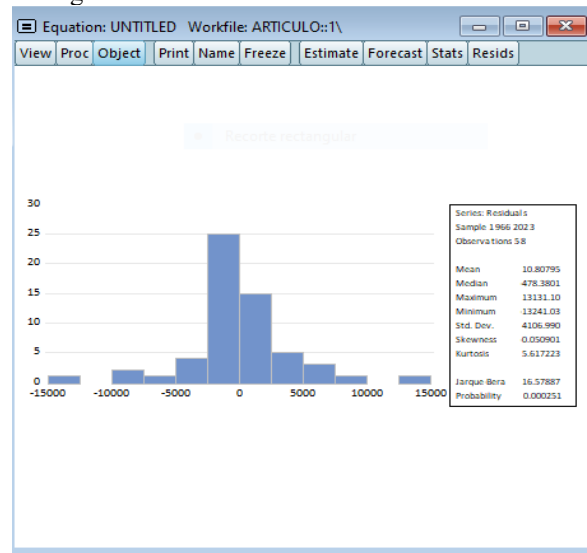 Equation: UNTITLED Workfile: ARTICULO::1\
View Proc Object Print Name Freeze Estimate Forecast Stats Resids
Recorte rectangular
30
25
20
15
10
5
0
-15000 -10000 -5000 0 5000 10000 15000
Series: Residuals
Sample 1966 2023
Observations 58
Mean 10.80795
Median -478.3801
Maximum 13131.10
Minimum -13241.03
Std. Dev. 4106.990
Skewness 0.050901
Kurtosis 5.617223
Jarque-Bera 16.57887
Probability 0.000251